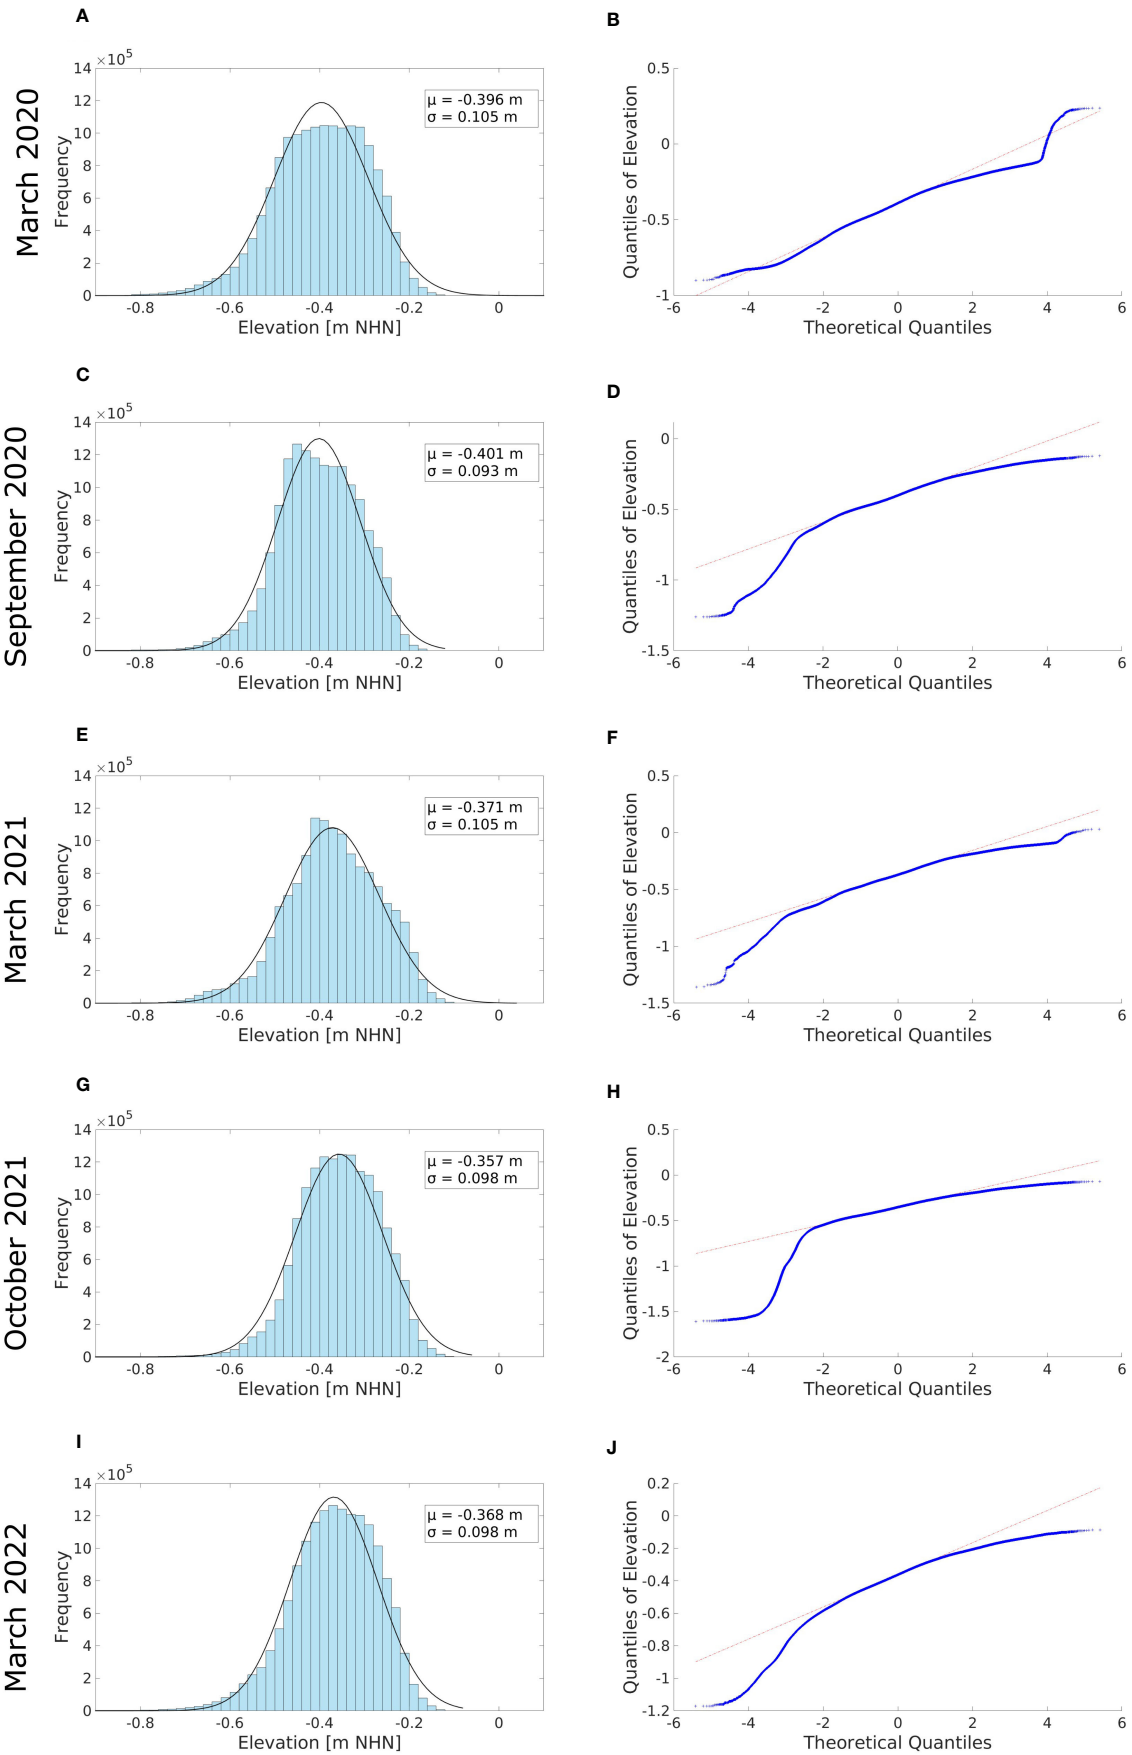 A
B
March 2020
×10⁵
14
12
10
8
6
4
2
0
Frequency
μ = -0.396 m
σ = 0.105 m
-0.8
-0.6
-0.4
-0.2
0
Elevation [m NHN]
0.5
0
-0.5
-1
Quantiles of Elevation
-6
-4
-2
0
2
4
6
Theoretical Quantiles
C
D
September 2020
×10⁵
14
12
10
8
6
4
2
0
Frequency
μ = -0.401 m
σ = 0.093 m
-0.8
-0.6
-0.4
-0.2
0
Elevation [m NHN]
0
-0.5
-1
-1.5
Quantiles of Elevation
-6
-4
-2
0
2
4
6
Theoretical Quantiles
E
F
March 2021
×10⁵
14
12
10
8
6
4
2
0
Frequency
μ = -0.371 m
σ = 0.105 m
-0.8
-0.6
-0.4
-0.2
0
Elevation [m NHN]
0.5
0
-0.5
-1
-1.5
Quantiles of Elevation
-6
-4
-2
0
2
4
6
Theoretical Quantiles
G
H
October 2021
×10⁵
14
12
10
8
6
4
2
0
Frequency
μ = -0.357 m
σ = 0.098 m
-0.8
-0.6
-0.4
-0.2
0
Elevation [m NHN]
0.5
0
-0.5
-1
-1.5
-2
Quantiles of Elevation
-6
-4
-2
0
2
4
6
Theoretical Quantiles
I
J
March 2022
×10⁵
14
12
10
8
6
4
2
0
Frequency
μ = -0.368 m
σ = 0.098 m
-0.8
-0.6
-0.4
-0.2
0
Elevation [m NHN]
0.2
0
-0.2
-0.4
-0.6
-0.8
-1
-1.2
Quantiles of Elevation
-6
-4
-2
0
2
4
6
Theoretical Quantiles